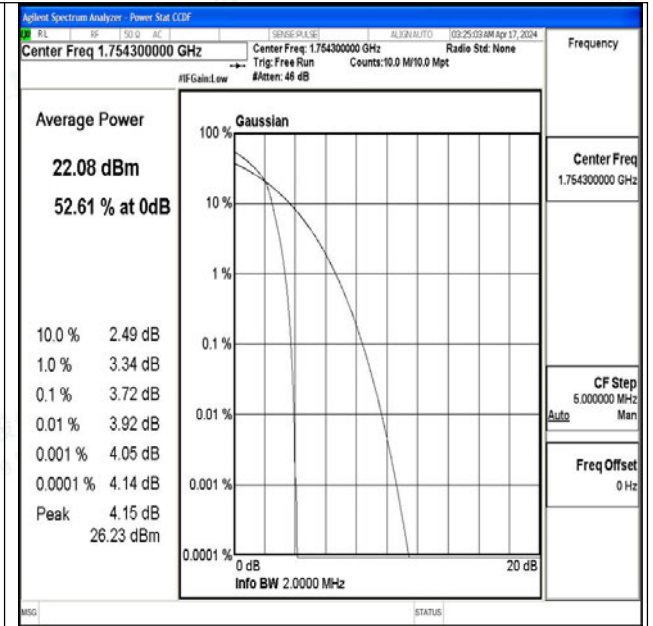 Agilent Spectrum Analyzer - Power Stat CCDF
RL RF 50 Ω AC SENSE:PULSE ALIGN AUTO 03:25:03 AM Apr 17, 2024
Center Freq 1.754300000 GHz
Center Freq: 1.754300000 GHz Radio Std: None
Trig: Free Run Counts:10.0 M/10.0 Mpt
#IFGain:Low #Atten: 46 dB
Frequency
Average Power
22.08 dBm
52.61 % at 0dB
10.0 % 2.49 dB
1.0 % 3.34 dB
0.1 % 3.72 dB
0.01 % 3.92 dB
0.001 % 4.05 dB
0.0001 % 4.14 dB
Peak 4.15 dB
26.23 dBm
Gaussian
100 %
10 %
1 %
0.1 %
0.01 %
0.001 %
0.0001 %
0 dB 20 dB
Info BW 2.0000 MHz
Center Freq
1.754300000 GHz
CF Step
5.000000 MHz
Auto Man
Freq Offset
0 Hz
MSG STATUS